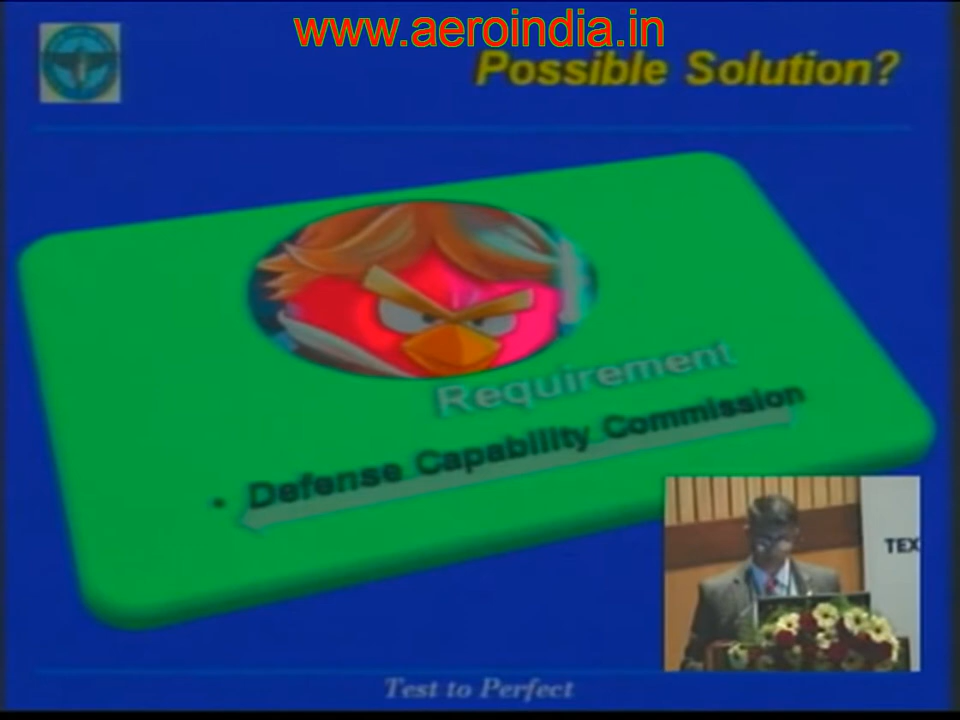 www.aeroindia.in
Possible Solution?
Requirement
• Defense Capability Commission
TEX
Test to Perfect